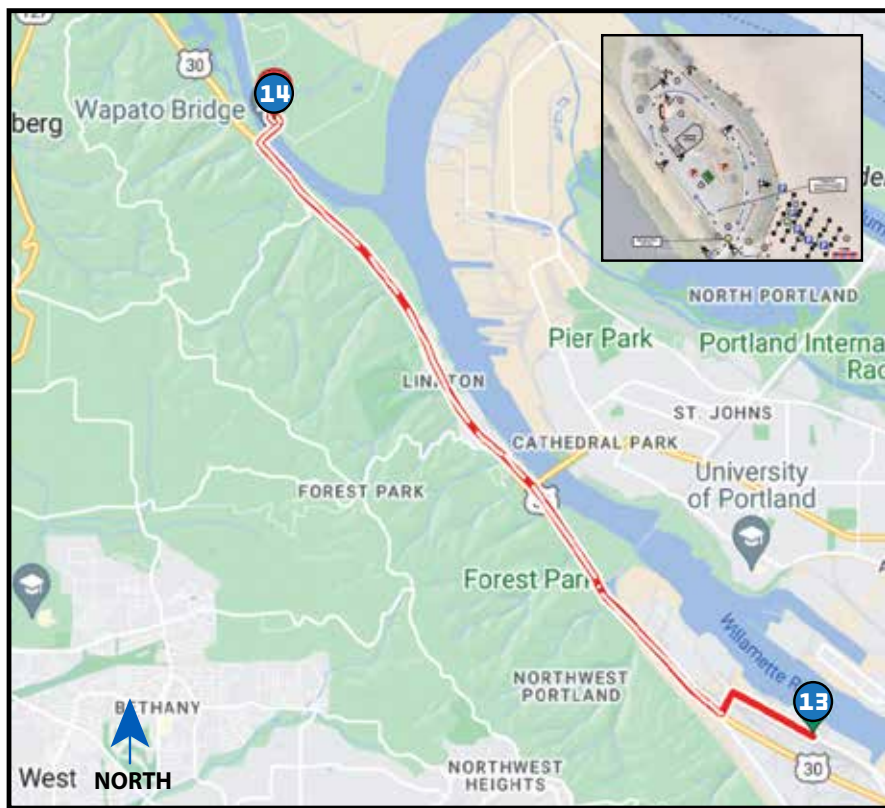 127
30
14
Wapato Bridge
berg
NORTH PORTLAND
Pier Park
Portland Interna
Rac
LINNTON
ST. JOHNS
CATHEDRAL PARK
FOREST PARK
University
of Portland
Forest Park
NORTHWEST
PORTLAND
Willamette R
13
BETHANY
30
West
NORTH
NORTHWEST
HEIGHTS